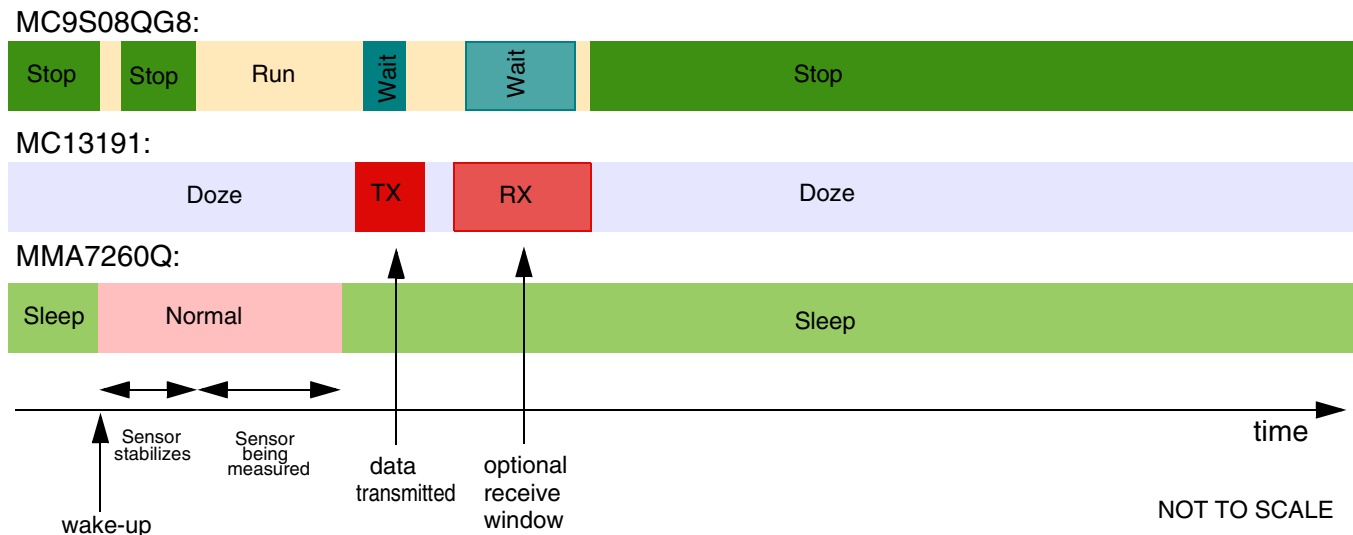 MC9S08QG8:
Stop
Stop
Run
Wait
Wait
Stop
MC13191:
Doze
TX
RX
Doze
MMA7260Q:
Sleep
Normal
Sleep
time
Sensor
stabilizes
Sensor
being
measured
data
transmitted
optional
receive
window
wake-up
NOT TO SCALE